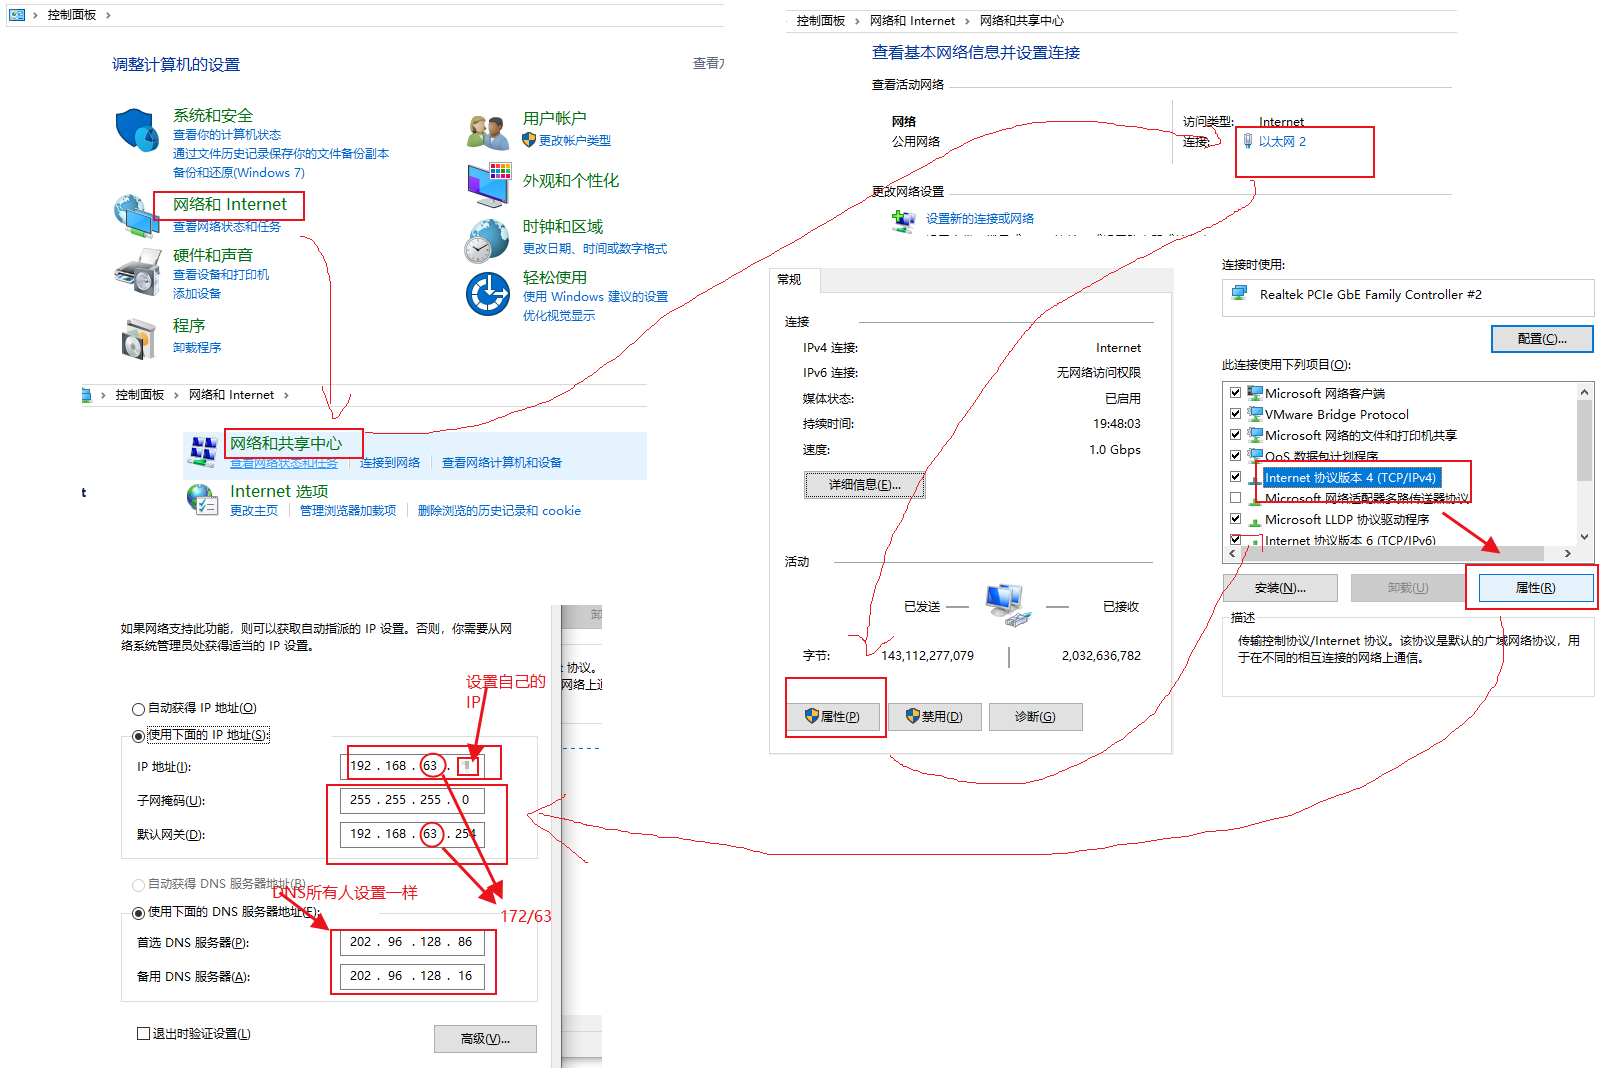 控制面板
调整计算机的设置
查看方
系统和安全
查看你的计算机状态
通过文件历史记录保存你的文件备份副本
备份和还原(Windows 7)
网络和 Internet
查看网络状态和任务
硬件和声音
查看设备和打印机
添加设备
程序
卸载程序
用户帐户
更改帐户类型
外观和个性化
时钟和区域
更改日期、时间或数字格式
轻松使用
使用 Windows 建议的设置
优化视觉显示
控制面板 网络和 Internet
网络和共享中心
查看网络状态和任务 连接到网络 查看网络计算机和设备
t
Internet 选项
更改主页 管理浏览器加载项 删除浏览的历史记录和 cookie
控制面板 网络和 Internet 网络和共享中心
查看基本网络信息并设置连接
查看活动网络
网络
公用网络
访问类型: Internet
连接: 以太网 2
更改网络设置
设置新的连接或网络
常规
连接
IPv4 连接: Internet
IPv6 连接: 无网络访问权限
媒体状态: 已启用
持续时间: 19:48:03
速度: 1.0 Gbps
详细信息(E)...
活动
已发送 已接收
字节: 143,112,277,079 2,032,636,782
属性(P) 禁用(D) 诊断(G)
连接时使用:
Realtek PCIe GbE Family Controller #2
配置(C)...
此连接使用下列项目(O):
Microsoft 网络客户端
VMware Bridge Protocol
Microsoft 网络的文件和打印机共享
QoS 数据包计划程序
Internet 协议版本 4 (TCP/IPv4)
Microsoft 网络适配器多路传送器协议
Microsoft LLDP 协议驱动程序
Internet 协议版本 6 (TCP/IPv6)
安装(N)... 卸载(U) 属性(R)
描述
传输控制协议/Internet 协议。该协议是默认的广域网络协议，用
于在不同的相互连接的网络上通信。
卸
协议。
网络上通
如果网络支持此功能，则可以获取自动指派的 IP 设置。否则，你需要从网
络系统管理员处获得适当的 IP 设置。
设置自己的
IP
自动获得 IP 地址(O)
使用下面的 IP 地址(S):
IP 地址(I): 192 . 168 . 63 . 1
子网掩码(U): 255 . 255 . 255 . 0
默认网关(D): 192 . 168 . 63 . 254
自动获得 DNS 服务器地址(B)
DNS所有人设置一样
使用下面的 DNS 服务器地址(E):
172/63
首选 DNS 服务器(P): 202 . 96 . 128 . 86
备用 DNS 服务器(A): 202 . 96 . 128 . 16
退出时验证设置(L)
高级(V)...